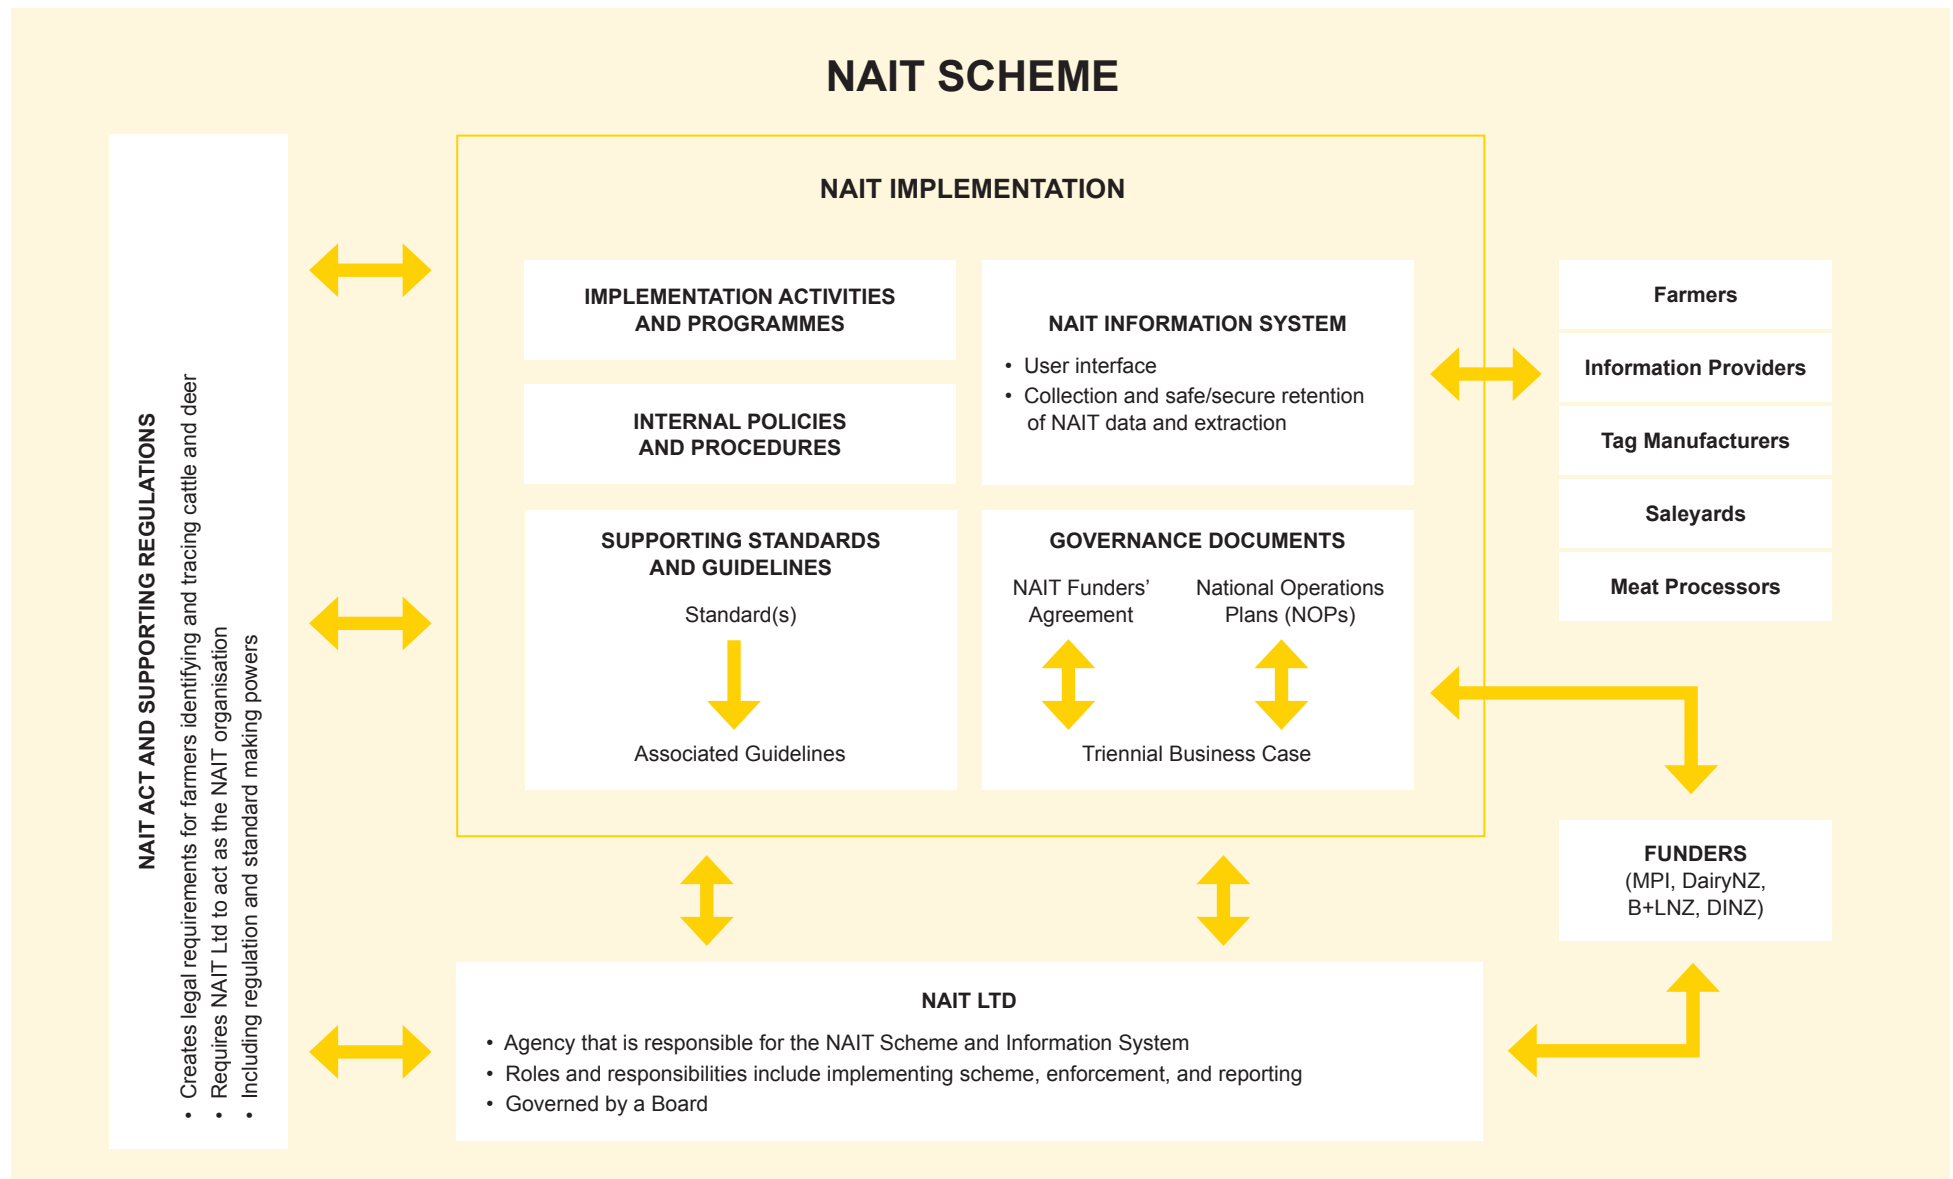 NAIT SCHEME
NAIT ACT AND SUPPORTING REGULATIONS
• Creates legal requirements for farmers identifying and tracing cattle and deer
• Requires NAIT Ltd to act as the NAIT organisation
• Including regulation and standard making powers
NAIT IMPLEMENTATION
IMPLEMENTATION ACTIVITIES
AND PROGRAMMES
INTERNAL POLICIES
AND PROCEDURES
NAIT INFORMATION SYSTEM
• User interface
• Collection and safe/secure retention
of NAIT data and extraction
SUPPORTING STANDARDS
AND GUIDELINES
Standard(s)
Associated Guidelines
GOVERNANCE DOCUMENTS
NAIT Funders’
Agreement
National Operations
Plans (NOPs)
Triennial Business Case
Farmers
Information Providers
Tag Manufacturers
Saleyards
Meat Processors
FUNDERS
(MPI, DairyNZ,
B+LNZ, DINZ)
NAIT LTD
• Agency that is responsible for the NAIT Scheme and Information System
• Roles and responsibilities include implementing scheme, enforcement, and reporting
• Governed by a Board